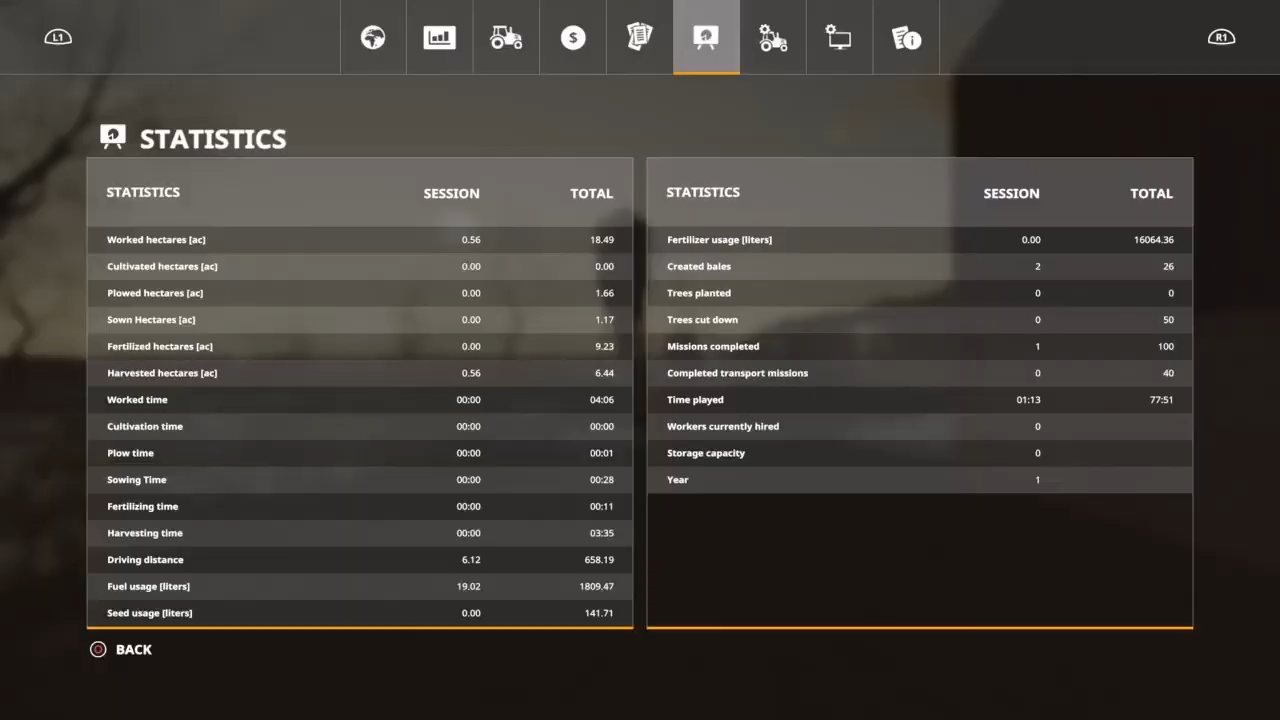 L1
R1
STATISTICS
STATISTICS SESSION TOTAL
Worked hectares [ac] 0.56 18.49
Cultivated hectares [ac] 0.00 0.00
Plowed hectares [ac] 0.00 1.66
Sown Hectares [ac] 0.00 1.17
Fertilized hectares [ac] 0.00 9.23
Harvested hectares [ac] 0.56 6.44
Worked time 00:00 04:06
Cultivation time 00:00 00:00
Plow time 00:00 00:01
Sowing Time 00:00 00:28
Fertilizing time 00:00 00:11
Harvesting time 00:00 03:35
Driving distance 6.12 658.19
Fuel usage [liters] 19.02 1809.47
Seed usage [liters] 0.00 141.71
STATISTICS SESSION TOTAL
Fertilizer usage [liters] 0.00 16064.36
Created bales 2 26
Trees planted 0 0
Trees cut down 0 50
Missions completed 1 100
Completed transport missions 0 40
Time played 01:13 77:51
Workers currently hired 0
Storage capacity 0
Year 1
BACK